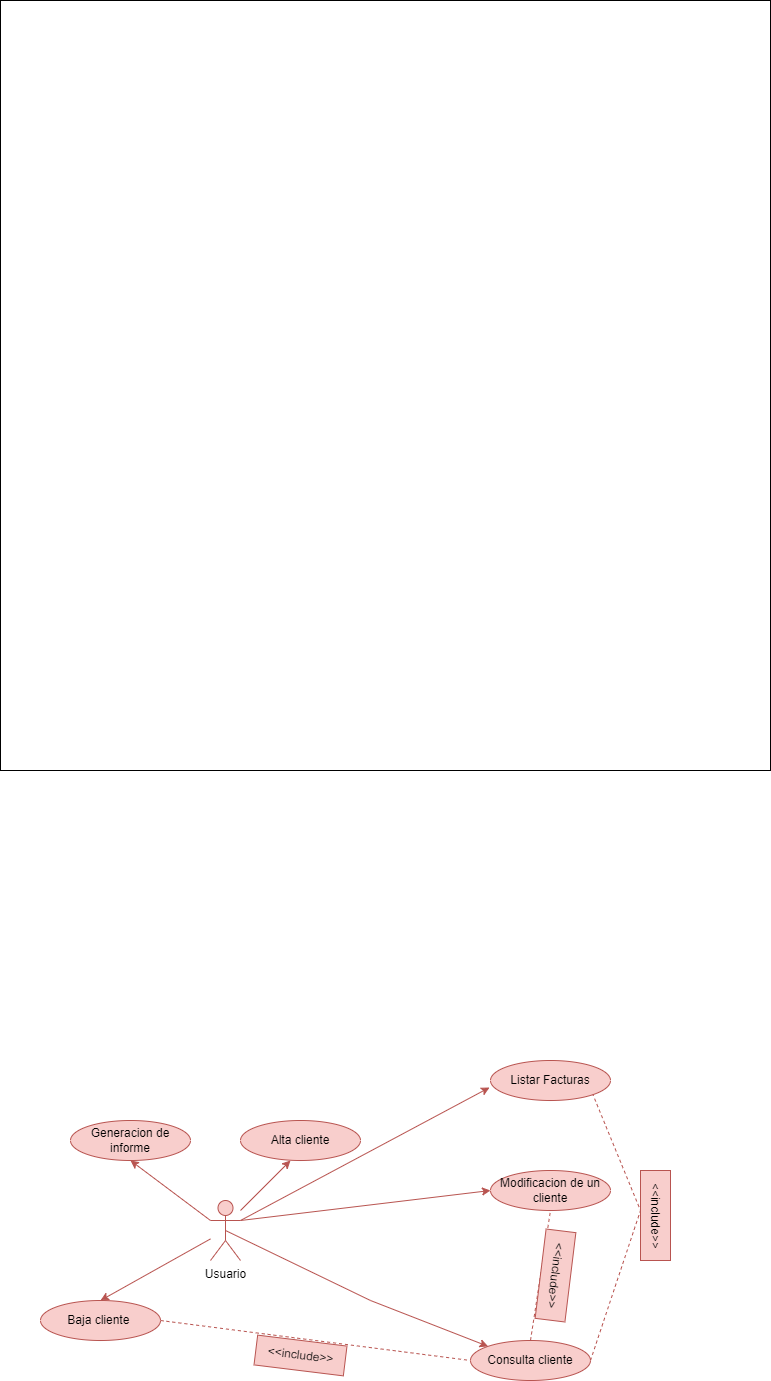 Listar Facturas
Generacion de
informe
Alta cliente
Modificacion de un
cliente
<<include>>
<<include>>
Usuario
Baja cliente
<<include>>
Consulta cliente